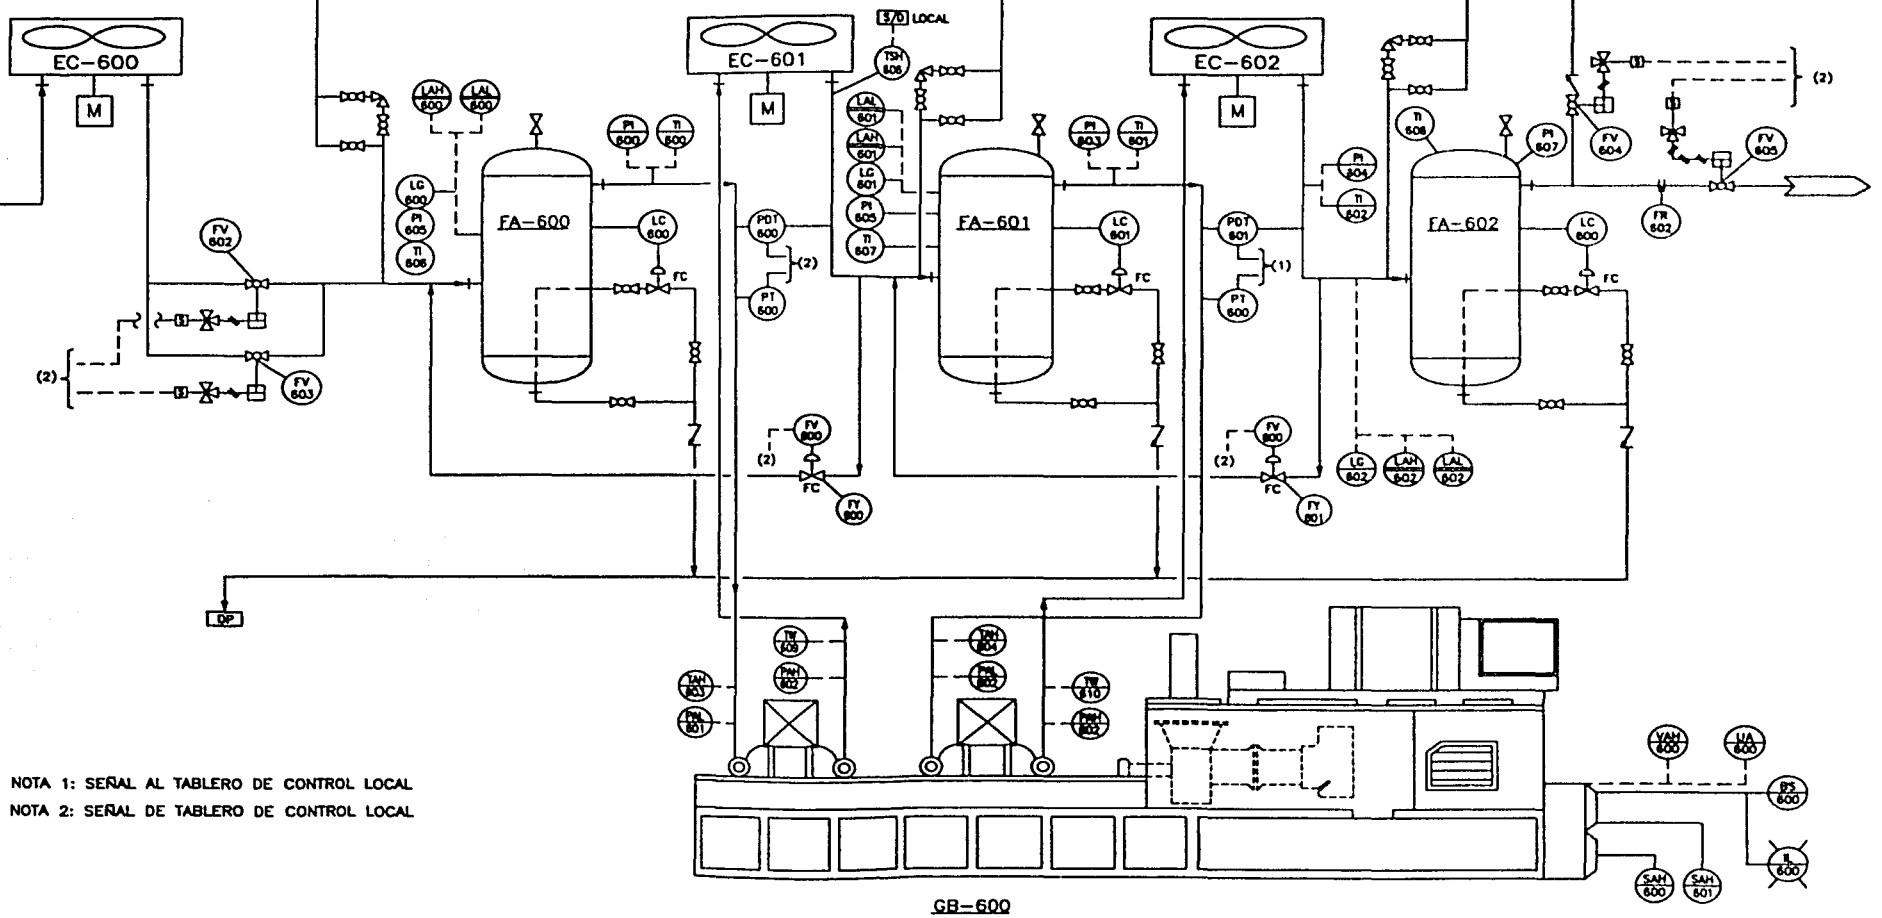 EC-600
M
EC-601
M
S/D LOCAL
TSH
606
EC-602
M
(2)
LAH
600
LAL
600
PI
600
TI
600
LG
600
PI
605
TI
606
FA-600
LC
600
FC
FV
602
(2)
FV
603
PDT
600
(2)
PT
600
LAL
601
LAH
601
LG
601
PI
605
TI
607
FA-601
PI
603
TI
601
LC
601
FC
PDT
601
(1)
PT
600
PI
604
TI
602
TI
606
PI
607
FA-602
LC
600
FC
FV
604
FV
605
FR
602
(2)
FV
600
FC
FY
600
(2)
FV
600
FC
FY
601
LG
602
LAH
602
LAL
602
DP
TW
609
PAH
602
TAH
603
PAL
601
TAH
604
PAL
602
TW
610
PAH
602
VAH
600
UA
600
BS
600
IL
600
SAH
600
SAH
601
NOTA 1: SEÑAL AL TABLERO DE CONTROL LOCAL
NOTA 2: SEÑAL DE TABLERO DE CONTROL LOCAL
GB-600